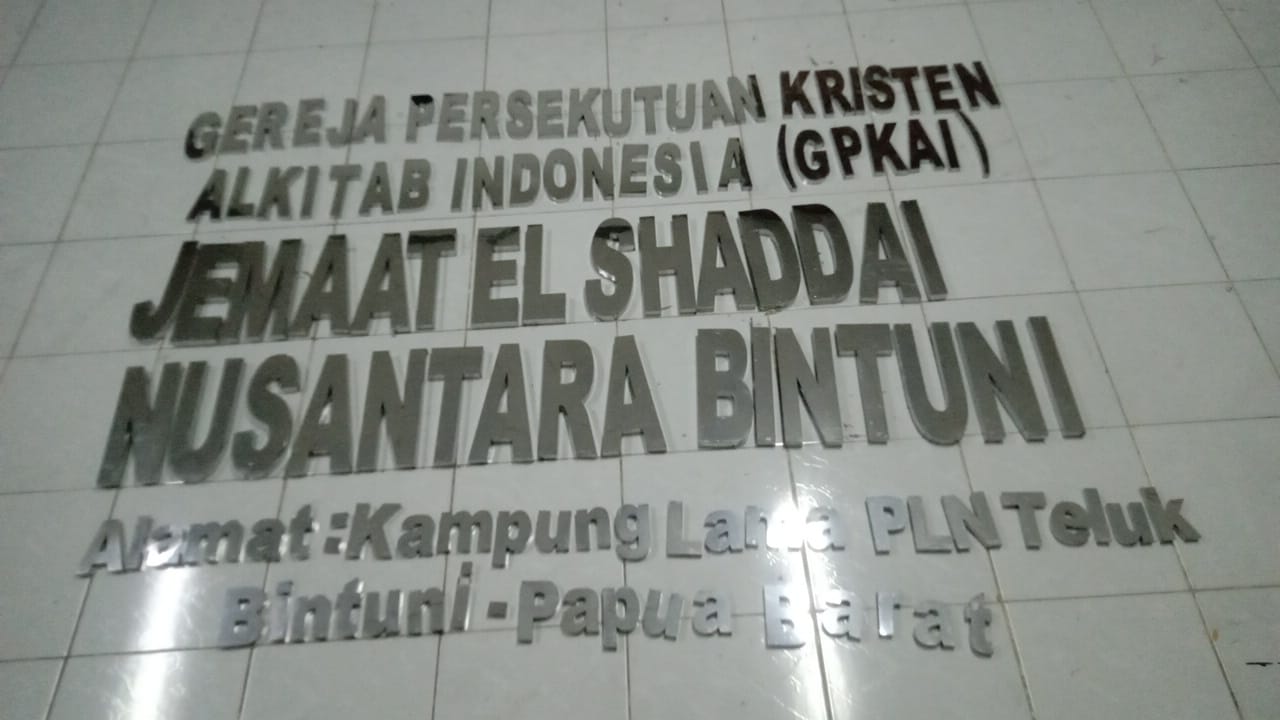 GEREJA PERSEKUTUAN KRISTEN
ALKITAB INDONESIA (GPKAI)
JEMAAT EL SHADDAI
NUSANTARA BINTUNI
Alamat:Kampung Lama PLN Teluk
Bintuni - Papua Barat